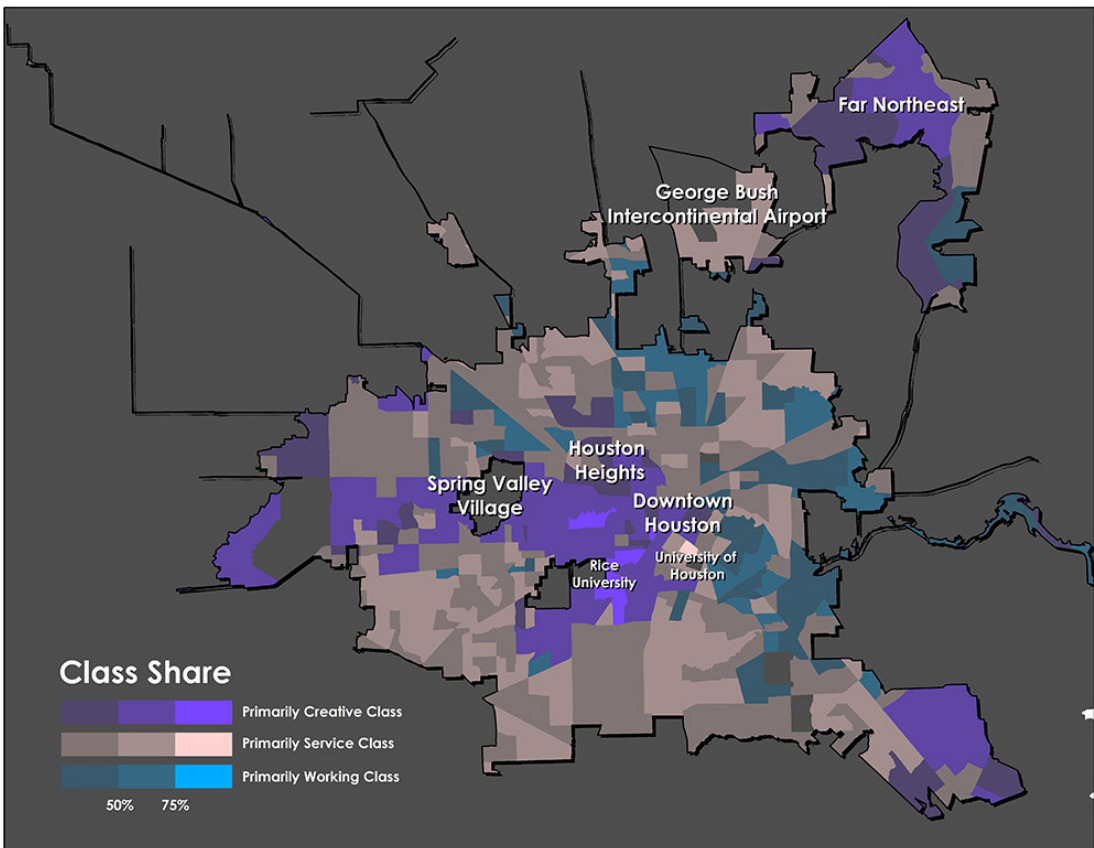 Far Northeast
George Bush
Intercontinental Airport
Houston
Heights
Spring Valley
Village
Downtown
Houston
Rice
University
University of
Houston
Class Share
Primarily Creative Class
Primarily Service Class
Primarily Working Class
50% 75%